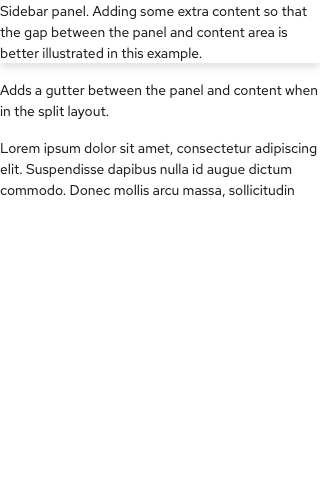 Sidebar panel. Adding some extra content so that
the gap between the panel and content area is
better illustrated in this example.
Adds a gutter between the panel and content when
in the split layout.
Lorem ipsum dolor sit amet, consectetur adipiscing
elit. Suspendisse dapibus nulla id augue dictum
commodo. Donec mollis arcu massa, sollicitudin